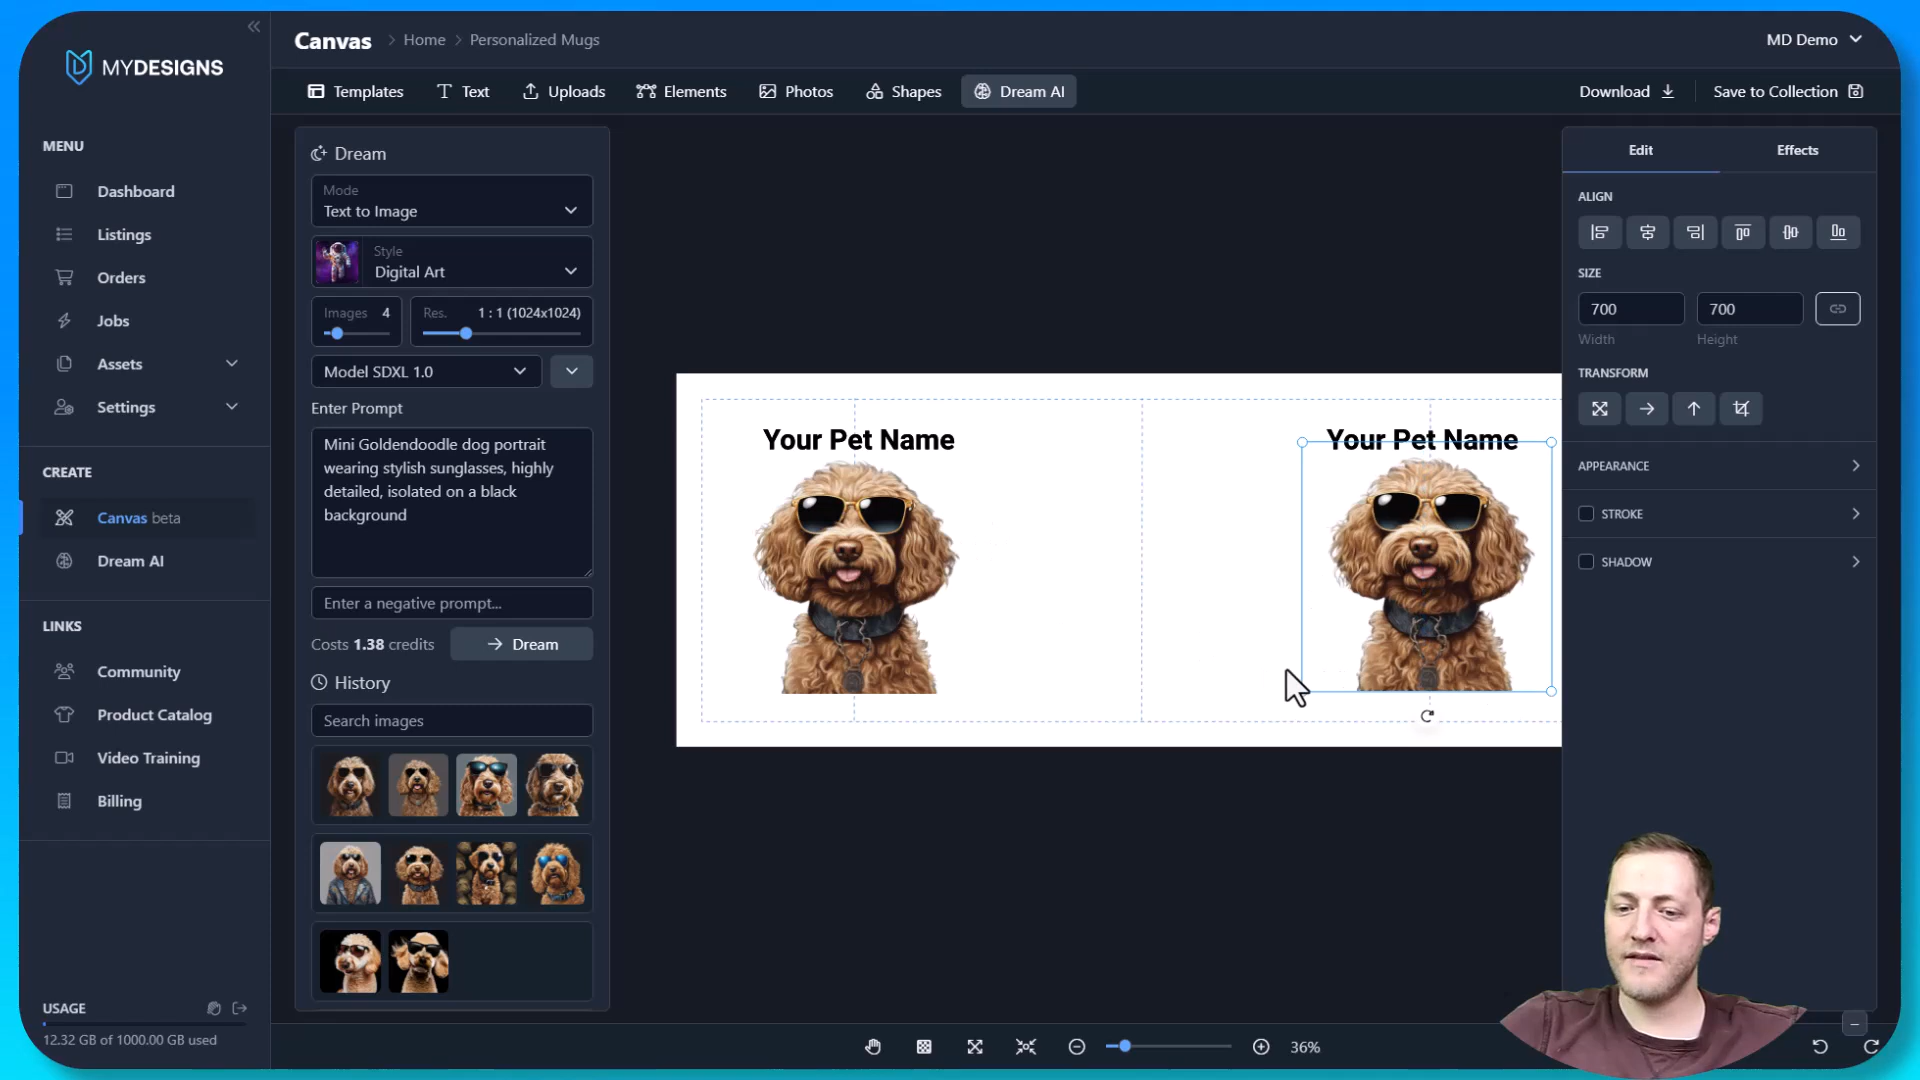 MYDESIGNS
MENU
Dashboard
Listings
Orders
Jobs
Assets
Settings
CREATE
Canvas beta
Dream AI
LINKS
Community
Product Catalog
Video Training
Billing
USAGE
12.32 GB of 1000.00 GB used
Canvas
Home
Personalized Mugs
MD Demo
Templates
Text
Uploads
Elements
Photos
Shapes
Dream AI
Download
Save to Collection
Dream
Mode
Text to Image
Style
Digital Art
Images 4
Res. 1 : 1 (1024x1024)
Model SDXL 1.0
Enter Prompt
Mini Goldendoodle dog portrait
wearing stylish sunglasses, highly
detailed, isolated on a black
background
Enter a negative prompt...
Costs 1.38 credits
Dream
History
Search images
Your Pet Name
Your Pet Name
36%
Edit
Effects
ALIGN
SIZE
700
700
Width
Height
TRANSFORM
APPEARANCE
STROKE
SHADOW